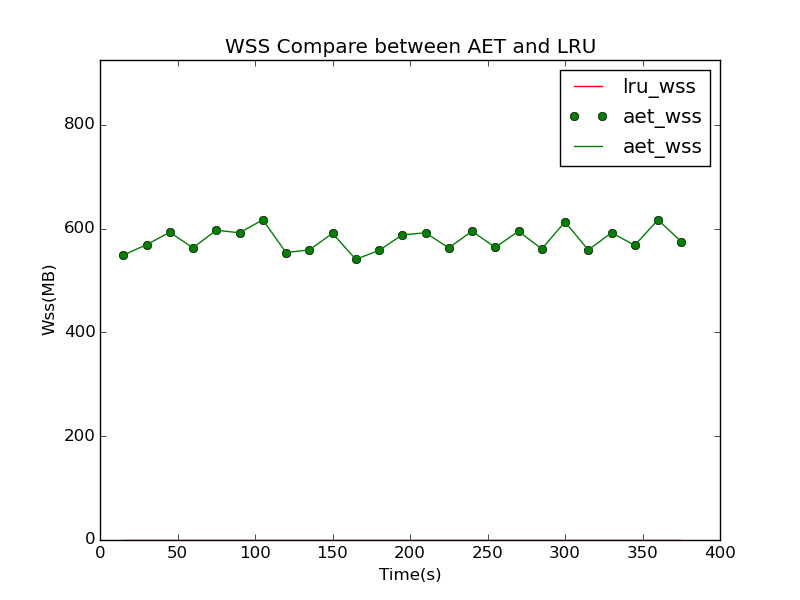 WSS Compare between AET and LRU
lru_wss
aet_wss
aet_wss
800
600
400
200
0
Wss(MB)
0 50 100 150 200 250 300 350 400
Time(s)